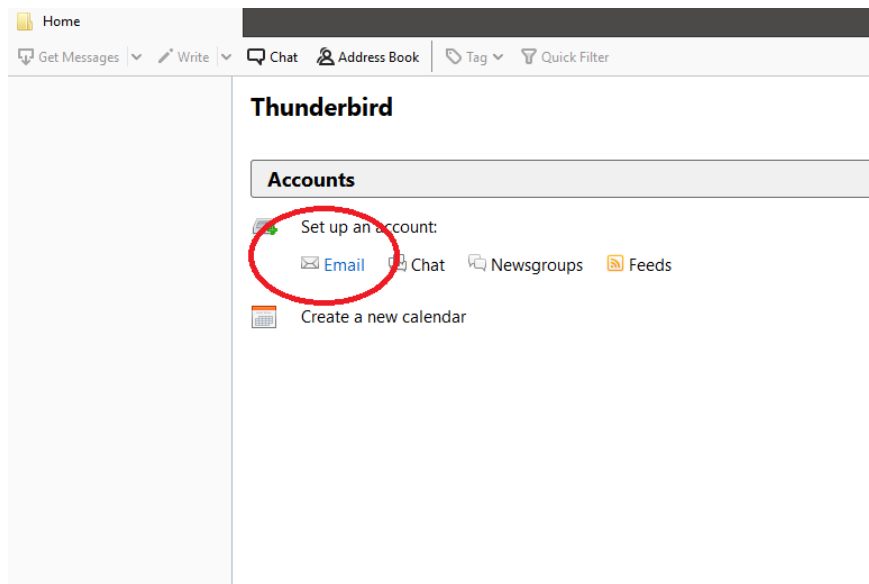 Home
Get Messages Write Chat Address Book Tag Quick Filter
Thunderbird
Accounts
Set up an account:
Email Chat Newsgroups Feeds
Create a new calendar